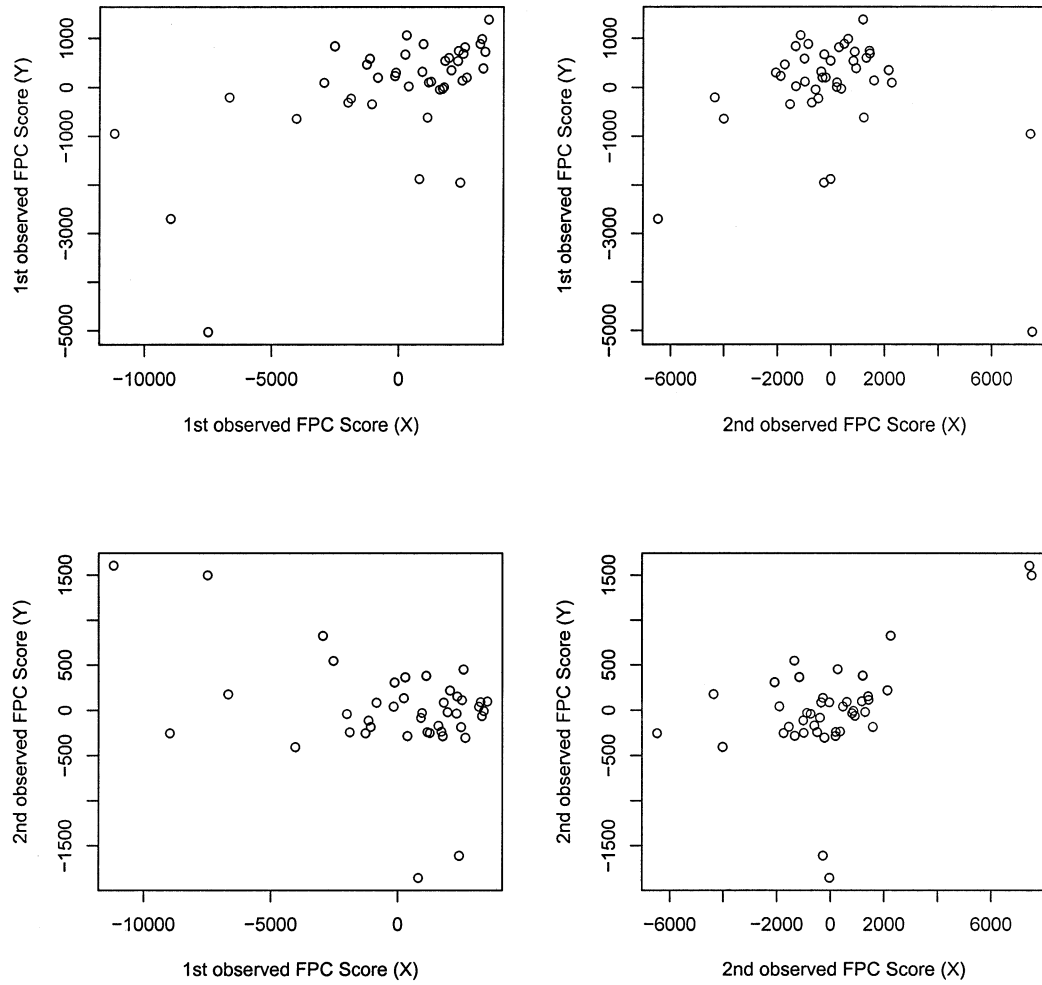 1000
−1000
−3000
−5000
1st observed FPC Score (Y)
−10000 −5000 0
1st observed FPC Score (X)
1000
−1000
−3000
−5000
1st observed FPC Score (Y)
−6000 −2000 0 2000 6000
2nd observed FPC Score (X)
1500
500
0
−500
−1500
2nd observed FPC Score (Y)
−10000 −5000 0
1st observed FPC Score (X)
1500
500
0
−500
−1500
2nd observed FPC Score (Y)
−6000 −2000 0 2000 6000
2nd observed FPC Score (X)